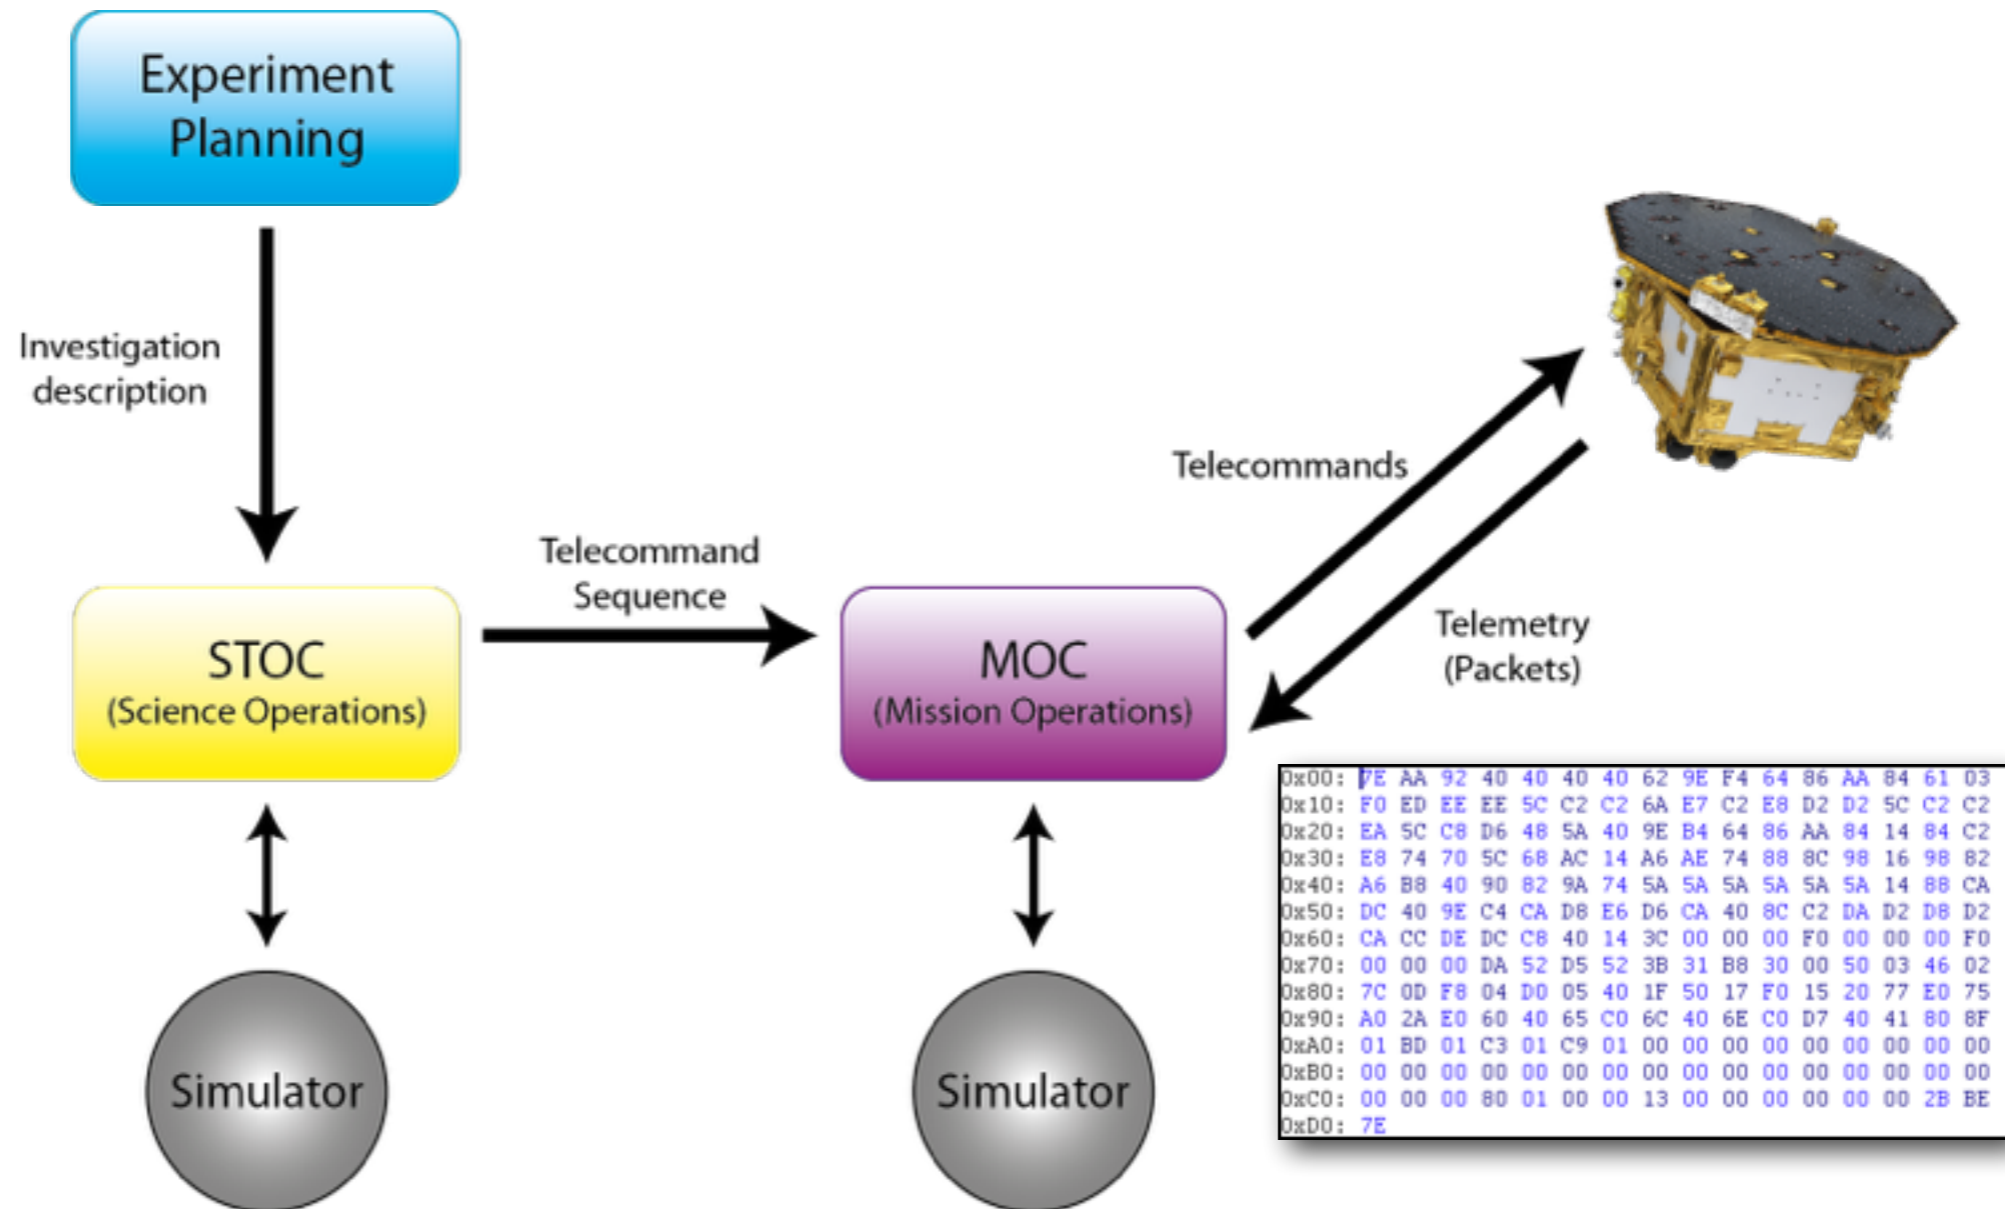 Experiment
Planning
Investigation
description
Telecommand
Sequence
STOC
(Science Operations)
MOC
(Mission Operations)
Telecommands
Telemetry
(Packets)
Simulator
Simulator
0x00: 7E AA 92 40 40 40 40 62 9E F4 64 86 AA 84 61 03
0x10: F0 ED EE EE 5C C2 C2 6A E7 C2 E8 D2 D2 5C C2 C2
0x20: EA 5C C8 D6 48 5A 40 9E B4 64 86 AA 84 14 84 C2
0x30: E8 74 70 5C 68 AC 14 A6 AE 74 88 8C 98 16 98 82
0x40: A6 B8 40 90 82 9A 74 5A 5A 5A 5A 5A 5A 14 88 CA
0x50: DC 40 9E C4 CA D8 E6 D6 CA 40 8C C2 DA D2 D8 D2
0x60: CA CC DE DC C8 40 14 3C 00 00 00 F0 00 00 00 F0
0x70: 00 00 00 DA 52 D5 52 3B 31 B8 30 00 50 03 46 02
0x80: 7C 0D F8 04 D0 05 40 1F 50 17 F0 15 20 77 E0 75
0x90: A0 2A E0 60 40 65 C0 6C 40 6E C0 D7 40 41 80 8F
0xA0: 01 BD 01 C3 01 C9 01 00 00 00 00 00 00 00 00 00
0xB0: 00 00 00 00 00 00 00 00 00 00 00 00 00 00 00 00
0xC0: 00 00 00 80 01 00 00 13 00 00 00 00 00 00 2B BE
0xD0: 7E